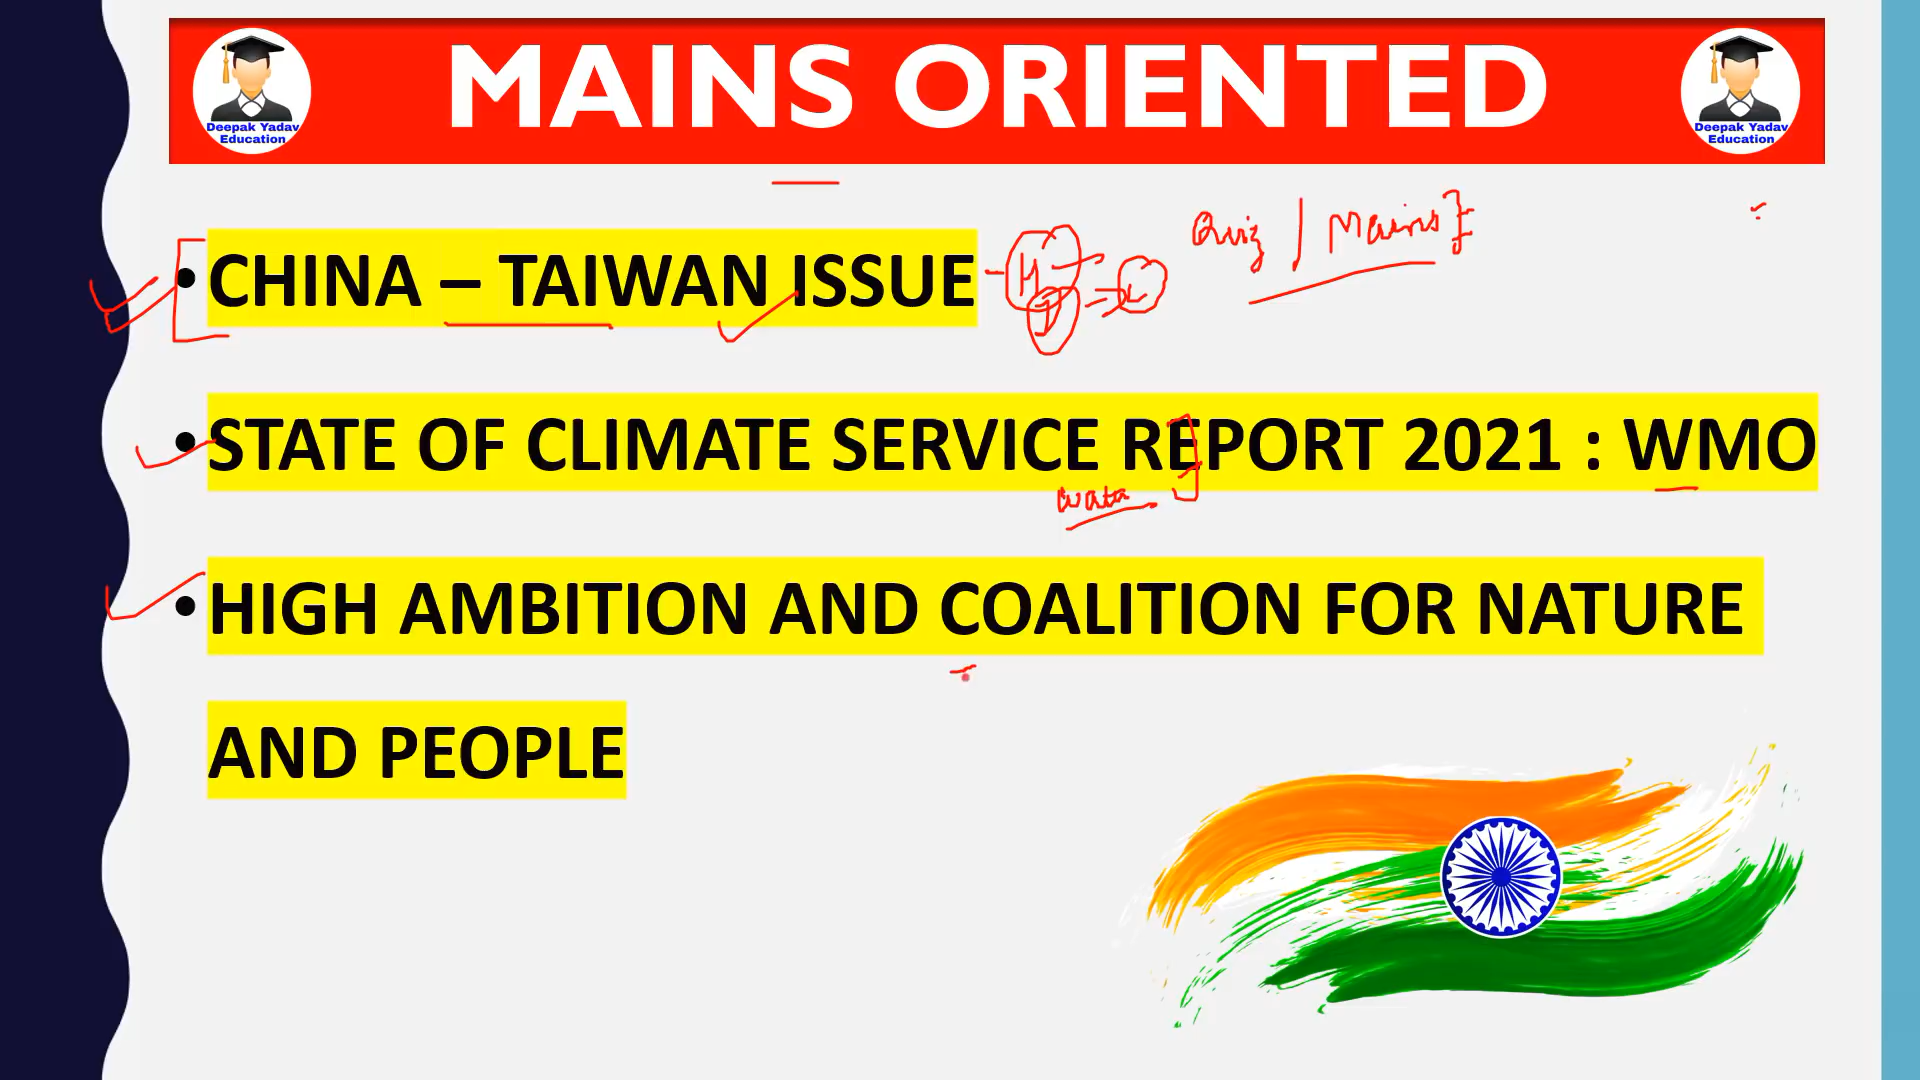 MAINS ORIENTED
Deepak Yadav
Education
Deepak Yadav
Education
Quiz / Mains
• CHINA – TAIWAN ISSUE
H
• STATE OF CLIMATE SERVICE REPORT 2021 : WMO
• HIGH AMBITION AND COALITION FOR NATURE
AND PEOPLE